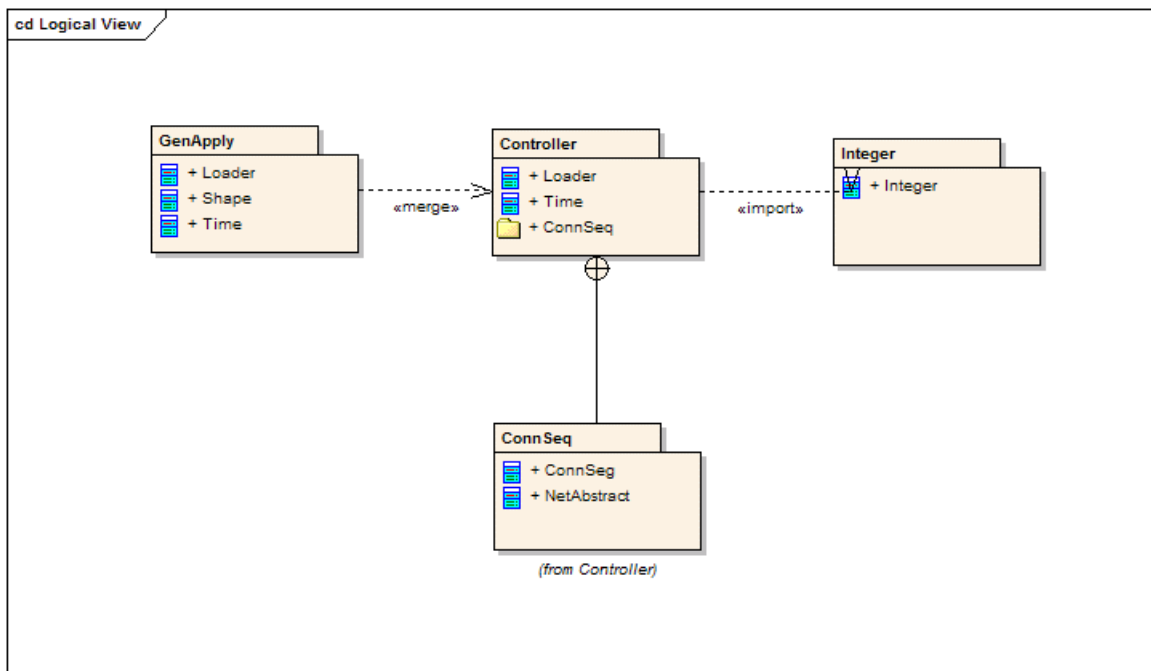 cd Logical View
GenApply
+ Loader
+ Shape
+ Time
«merge»
Controller
+ Loader
+ Time
+ ConnSeq
«import»
Integer
+ Integer
ConnSeq
+ ConnSeg
+ NetAbstract
(from Controller)